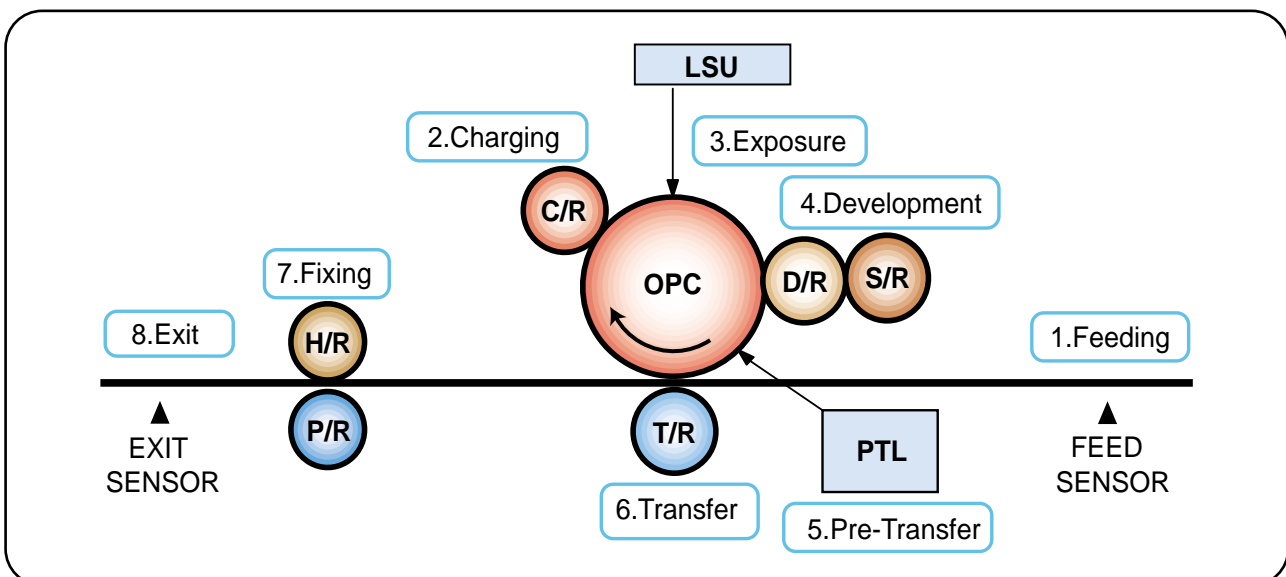 LSU
2.Charging
3.Exposure
C/R
4.Development
7.Fixing
OPC
D/R
S/R
8.Exit
H/R
1.Feeding
P/R
T/R
PTL
EXIT
SENSOR
FEED
SENSOR
6.Transfer
5.Pre-Transfer